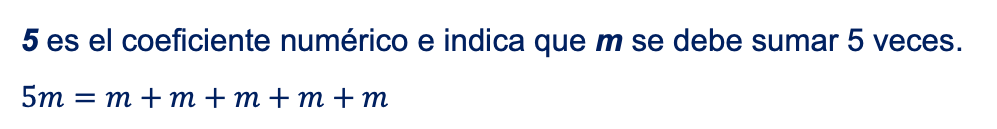 5 es el coeficiente numérico e indica que m se debe sumar 5 veces.
5m = m + m + m + m + m